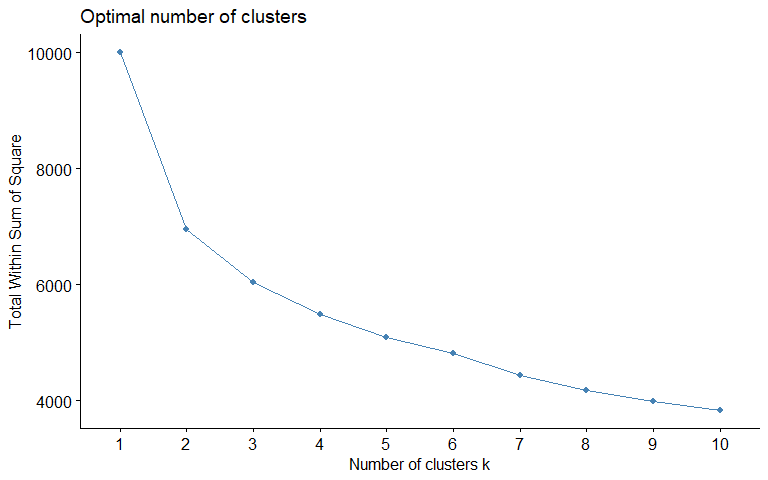 Optimal number of clusters
10000
8000
6000
4000
Total Within Sum of Square
1 2 3 4 5 6 7 8 9 10
Number of clusters k